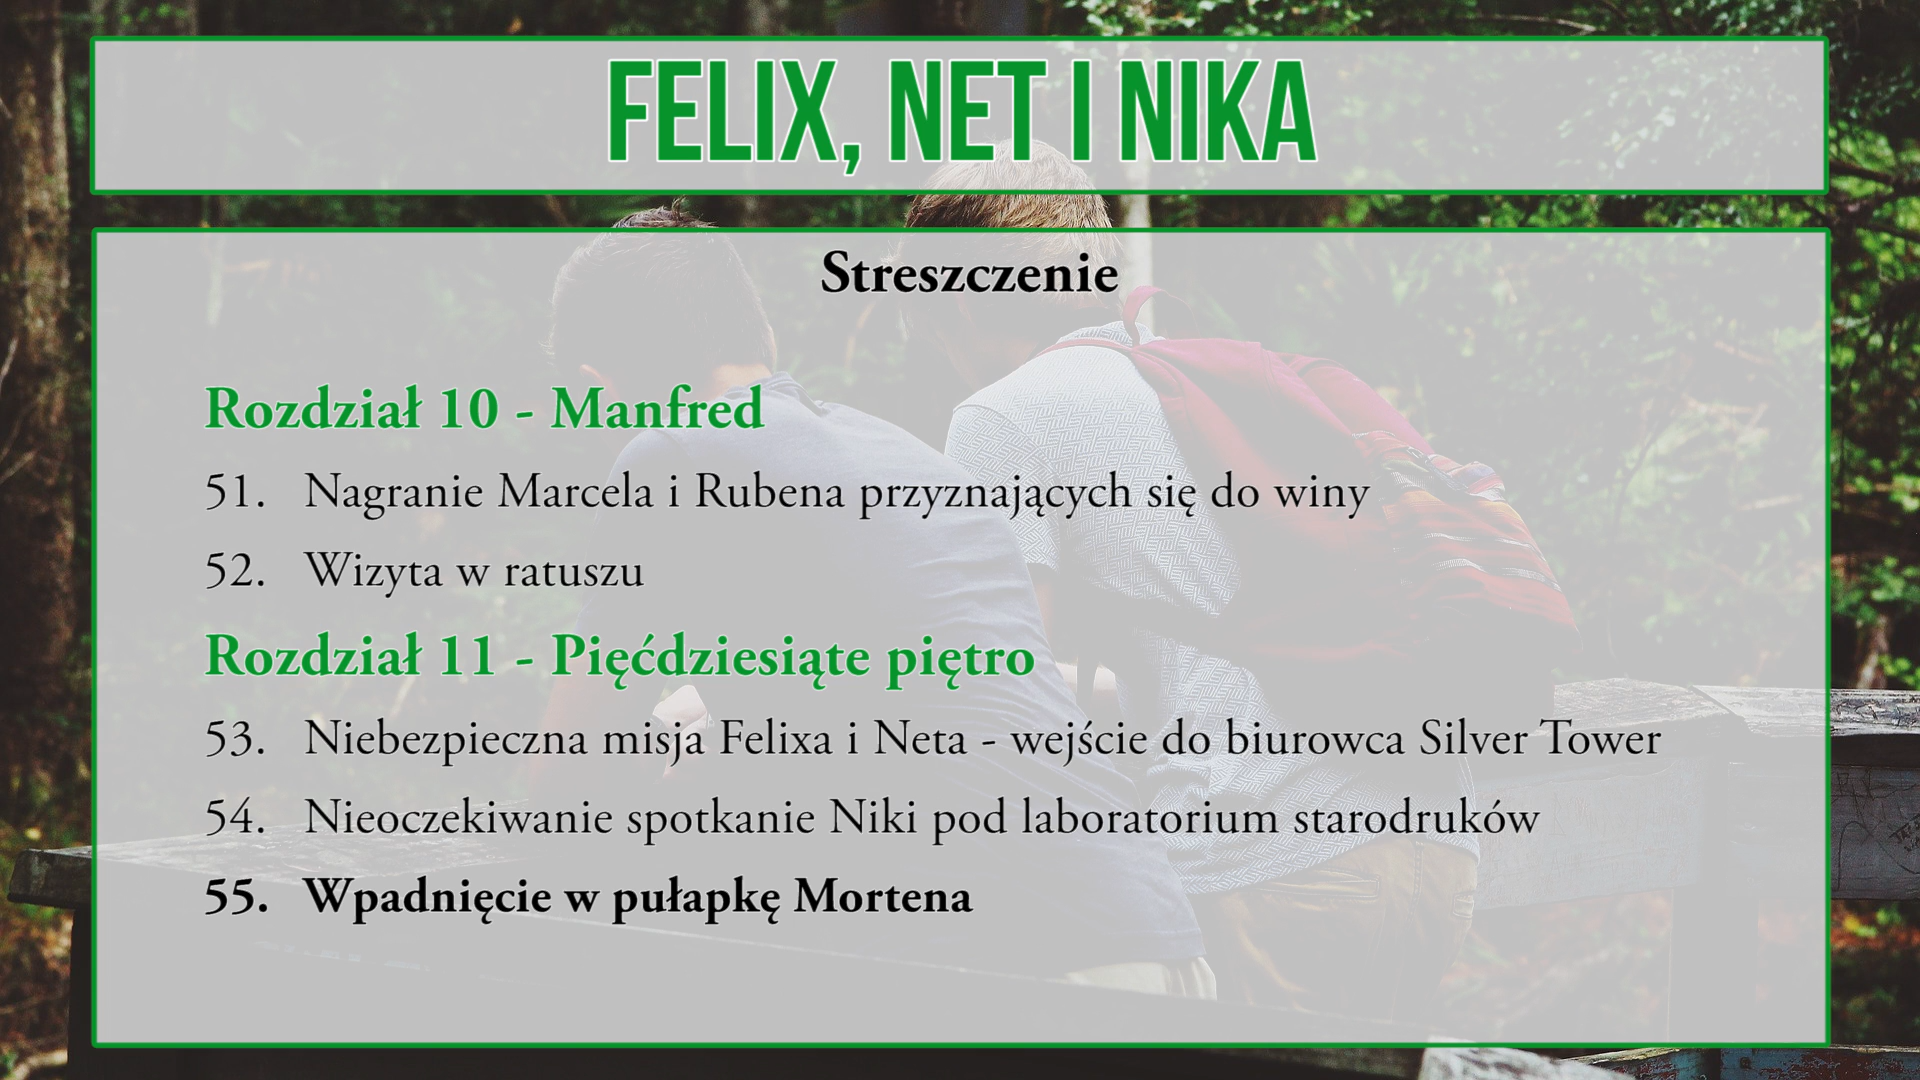 FELIX, NET I NIKA
Streszczenie
Rozdział 10 - Manfred
51. Nagranie Marcela i Rubena przyznających się do winy
52. Wizyta w ratuszu
Rozdział 11 - Pięćdziesiąte piętro
53. Niebezpieczna misja Felixa i Neta - wejście do biurowca Silver Tower
54. Nieoczekiwanie spotkanie Niki pod laboratorium starodruków
55. Wpadnięcie w pułapkę Mortena